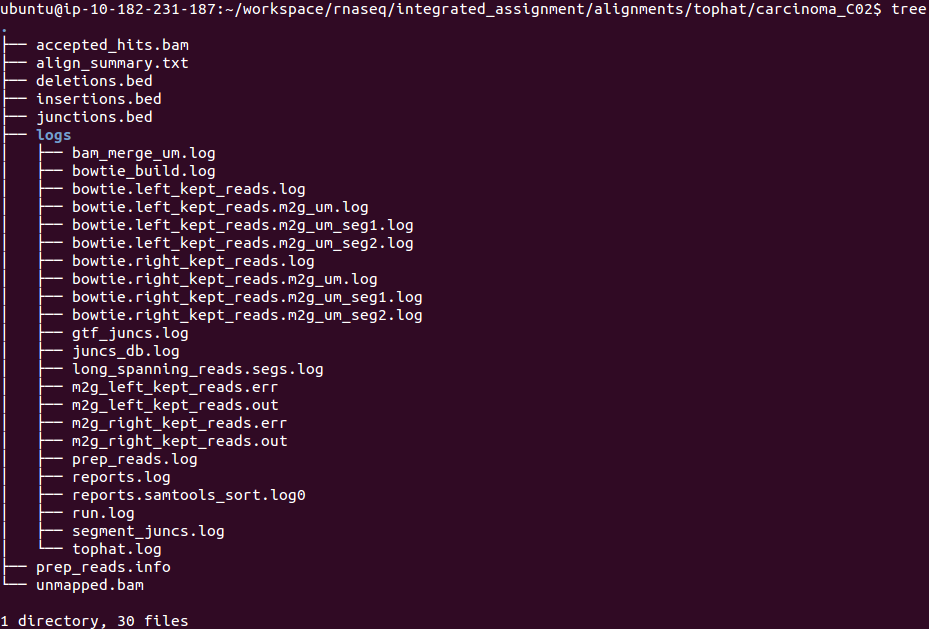 ubuntu@ip-10-182-231-187:~/workspace/rnaseq/integrated_assignment/alignments/tophat/carcinoma_C02$ tree
.
├── accepted_hits.bam
├── align_summary.txt
├── deletions.bed
├── insertions.bed
├── junctions.bed
├── logs
│   ├── bam_merge_um.log
│   ├── bowtie_build.log
│   ├── bowtie.left_kept_reads.log
│   ├── bowtie.left_kept_reads.m2g_um.log
│   ├── bowtie.left_kept_reads.m2g_um_seg1.log
│   ├── bowtie.left_kept_reads.m2g_um_seg2.log
│   ├── bowtie.right_kept_reads.log
│   ├── bowtie.right_kept_reads.m2g_um.log
│   ├── bowtie.right_kept_reads.m2g_um_seg1.log
│   ├── bowtie.right_kept_reads.m2g_um_seg2.log
│   ├── gtf_juncs.log
│   ├── juncs_db.log
│   ├── long_spanning_reads.segs.log
│   ├── m2g_left_kept_reads.err
│   ├── m2g_left_kept_reads.out
│   ├── m2g_right_kept_reads.err
│   ├── m2g_right_kept_reads.out
│   ├── prep_reads.log
│   ├── reports.log
│   ├── reports.samtools_sort.log0
│   ├── run.log
│   ├── segment_juncs.log
│   └── tophat.log
├── prep_reads.info
└── unmapped.bam
1 directory, 30 files